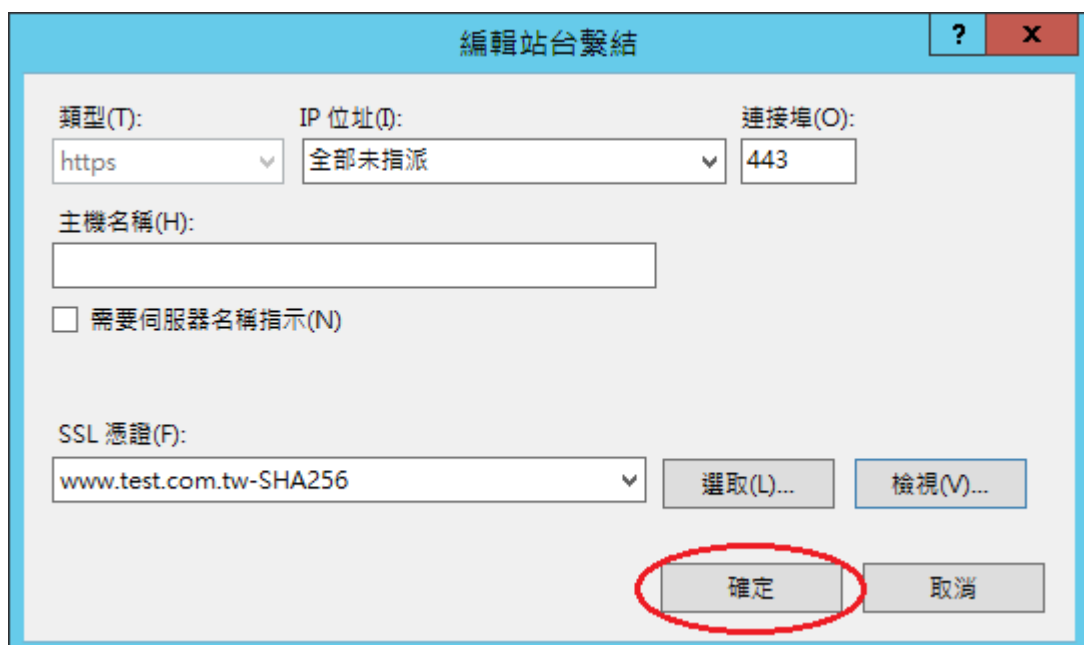 編輯站台繫結
? x
類型(T): IP 位址(I): 連接埠(O):
https 全部未指派 443
主機名稱(H):
需要伺服器名稱指示(N)
SSL 憑證(F):
www.test.com.tw-SHA256 選取(L)... 檢視(V)...
確定 取消